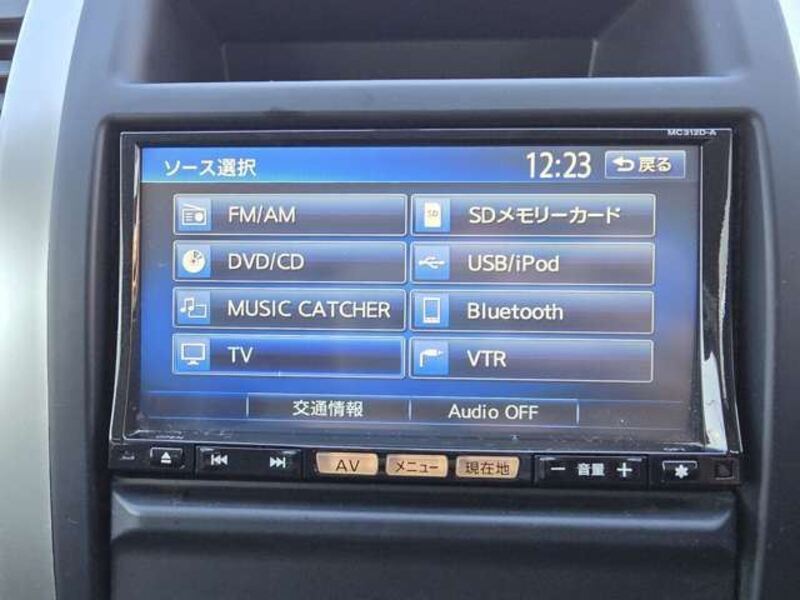 MC312D-A
ソース選択 12:23 戻る
FM/AM SDメモリーカード
SD
DVD/CD USB/iPod
MUSIC CATCHER Bluetooth
TV VTR
交通情報 Audio OFF
OPEN
AV メニュー 現在地 − 音量 +